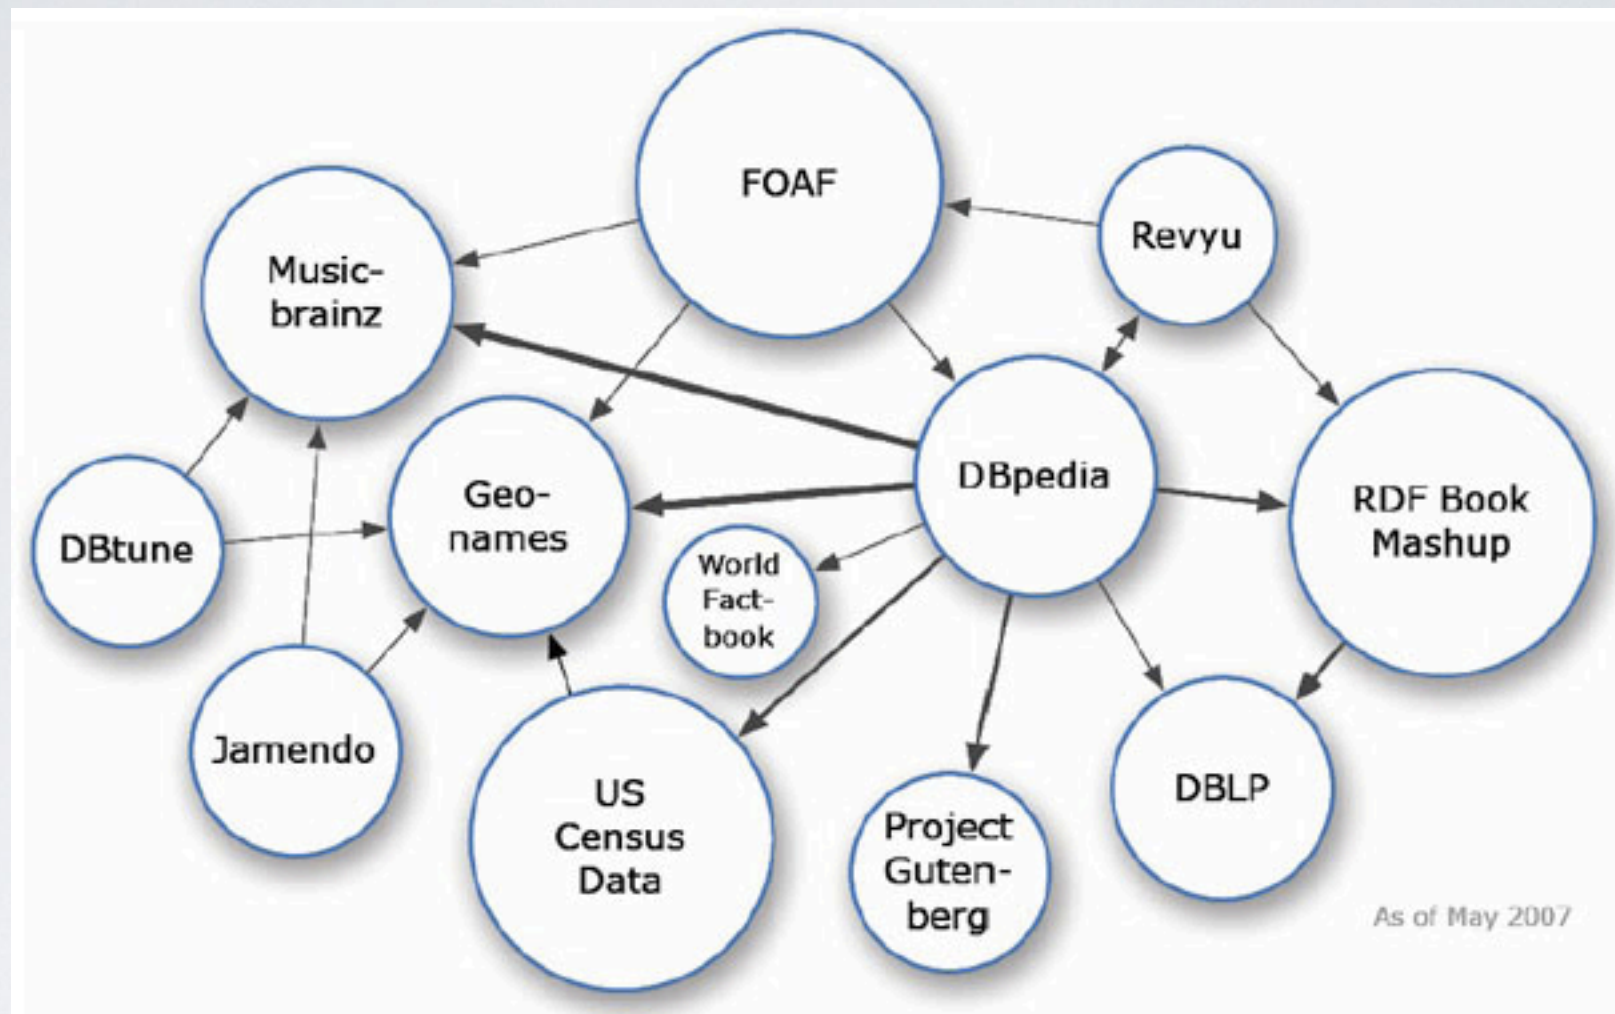 FOAF
Revyu
Music-
brainz
DBpedia
Geo-
names
RDF Book
Mashup
DBtune
World
Fact-
book
Jamendo
US
Census
Data
Project
Guten-
berg
DBLP
As of May 2007